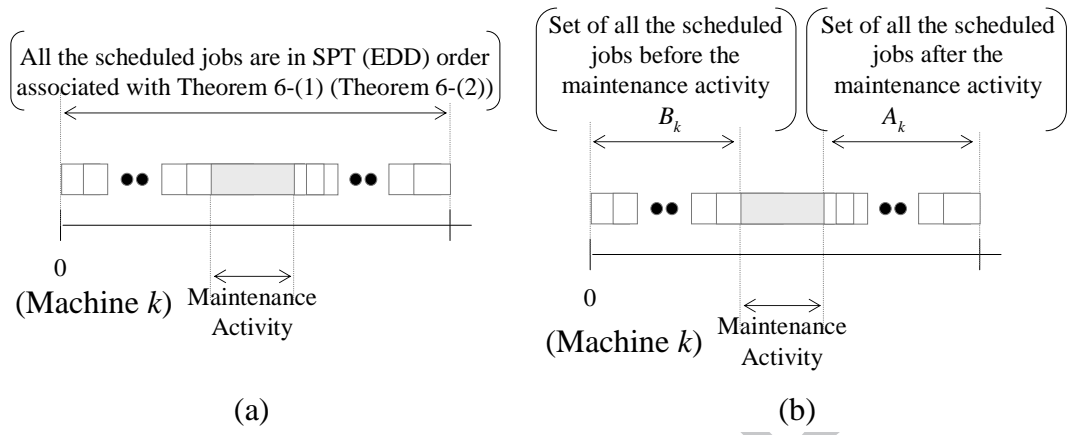 All the scheduled jobs are in SPT (EDD) order
associated with Theorem 6-(1) (Theorem 6-(2))
0
(Machine k)
Maintenance
Activity
(a)
Set of all the scheduled
jobs before the
maintenance activity
B_k
Set of all the scheduled
jobs after the
maintenance activity
A_k
0
(Machine k)
Maintenance
Activity
(b)